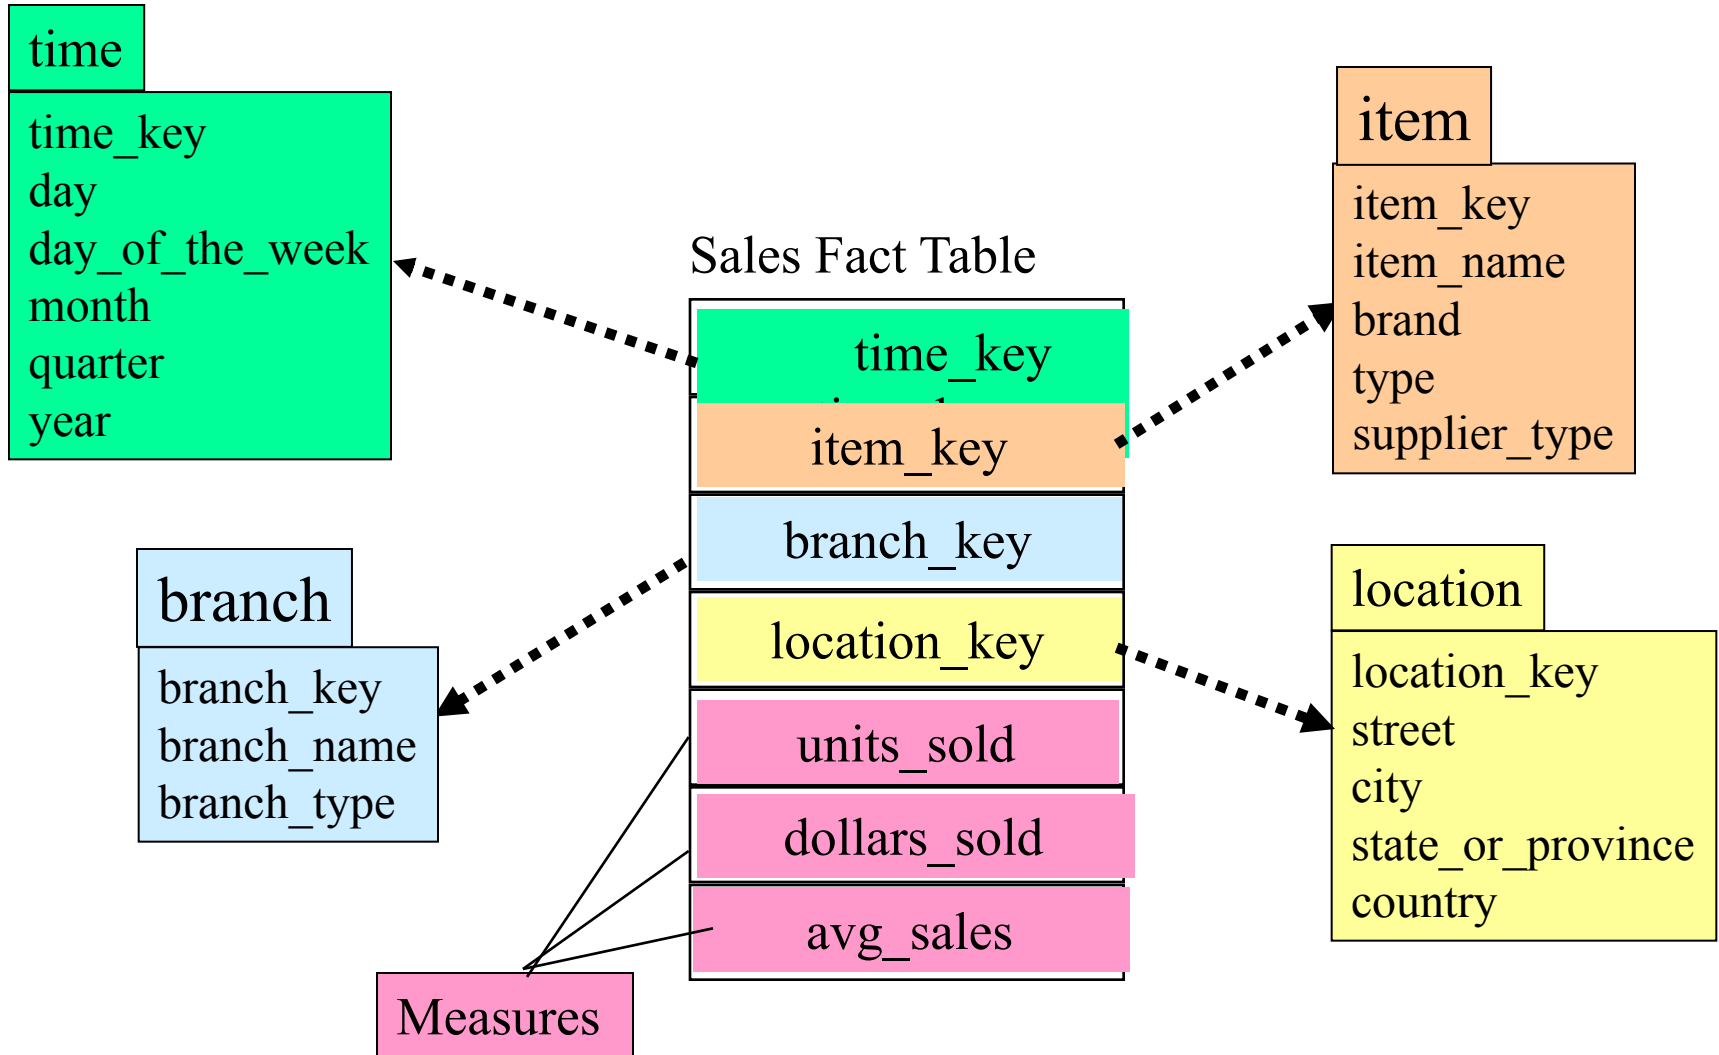 time
time_key
day
day_of_the_week
month
quarter
year
item
item_key
item_name
brand
type
supplier_type
Sales Fact Table
time_key
item_key
branch_key
location_key
units_sold
dollars_sold
avg_sales
branch
branch_key
branch_name
branch_type
location
location_key
street
city
state_or_province
country
Measures